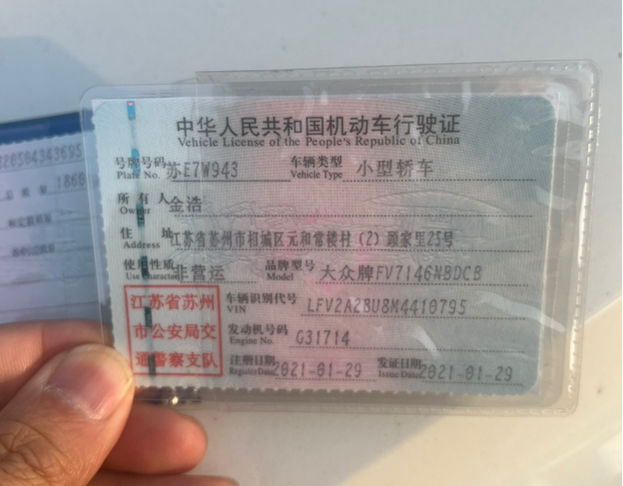 中华人民共和国机动车行驶证
Vehicle License of the People's Republic of China
号牌号码 苏E7W943 车辆类型 小型轿车
Plate No. Vehicle Type
所有人 金浩
Owner
住址 江苏省苏州市相城区元和常楼村(2)顾家里25号
Address
使用性质 非营运 品牌型号 大众牌FV7146NBDCB
Use Character Model
江苏省苏州
市公安局交
通警察支队
车辆识别代号 LFV2A2BU8M4410795
VIN
发动机号码 G31714
Engine No.
注册日期 2021-01-29 发证日期 2021-01-29
Register Date Issue Date